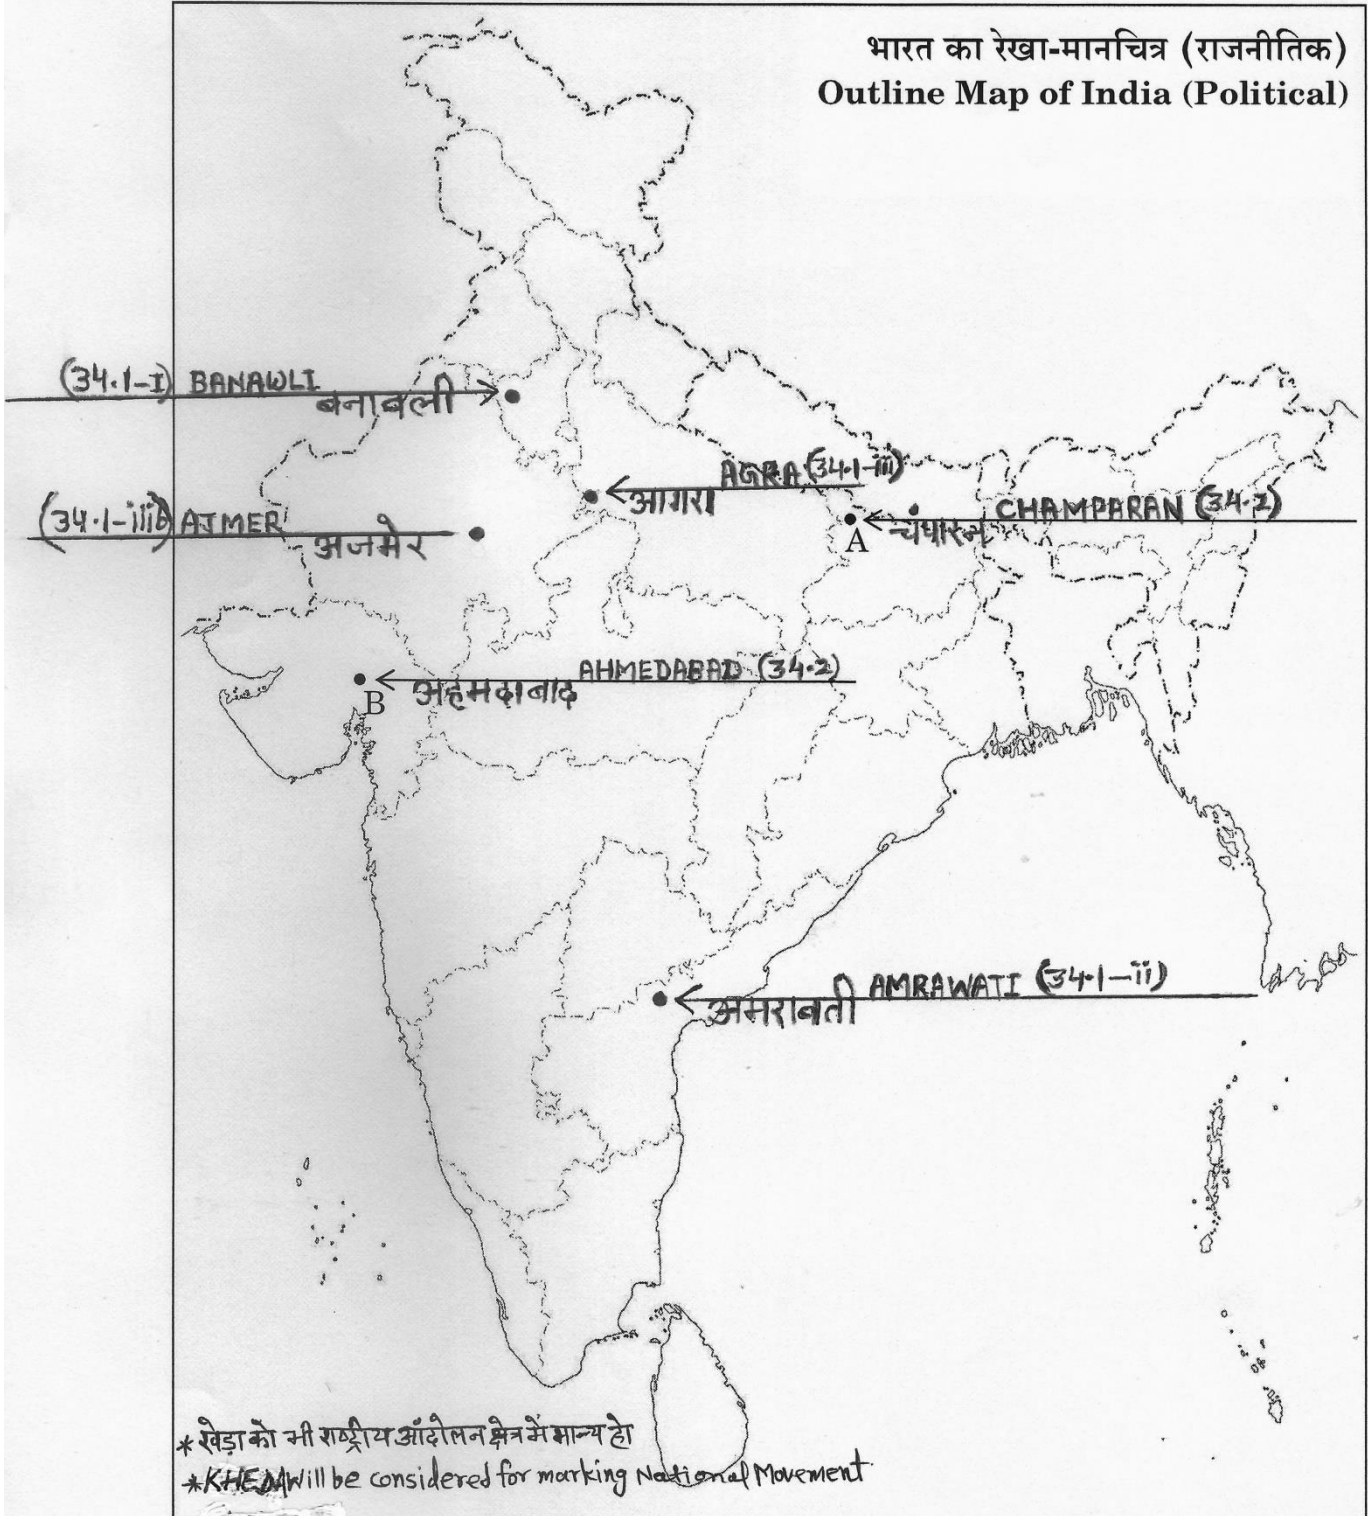 भारत का रेखा-मानचित्र (राजनीतिक)
Outline Map of India (Political)
(34.1-I) BANAWLI
बनावली
AGRA (34.1-iii)
आगरा
(34.1-iiib) AJMER
अजमेर
CHAMPARAN (34.2)
चंपारन
A
AHMEDABAD (34.2)
अहमदाबाद
B
AMRAWATI (34.1-ii)
अमरावती
* खेड़ा को भी राष्ट्रीय आंदोलन क्षेत्र में मान्य हो
* KHEDA Will be considered for marking National Movement